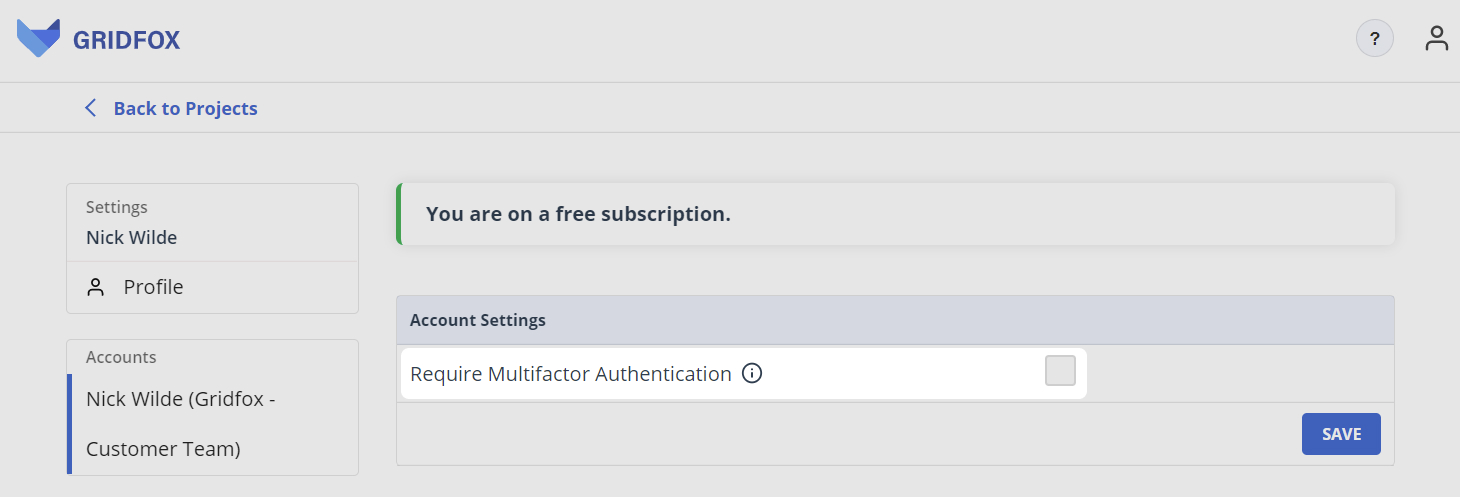 GRIDFOX
?
Back to Projects
Settings
Nick Wilde
Profile
Accounts
Nick Wilde (Gridfox -
Customer Team)
You are on a free subscription.
Account Settings
Require Multifactor Authentication
SAVE